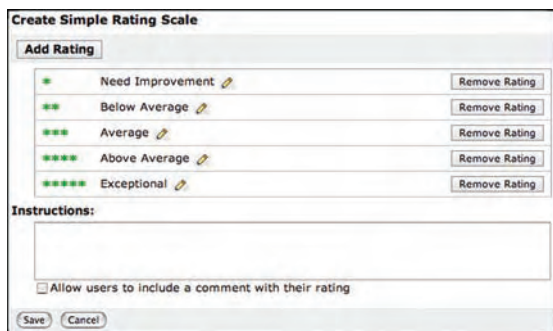 Create Simple Rating Scale
Add Rating
* Need Improvement Remove Rating
** Below Average Remove Rating
*** Average Remove Rating
**** Above Average Remove Rating
***** Exceptional Remove Rating
Instructions:
Allow users to include a comment with their rating
Save Cancel